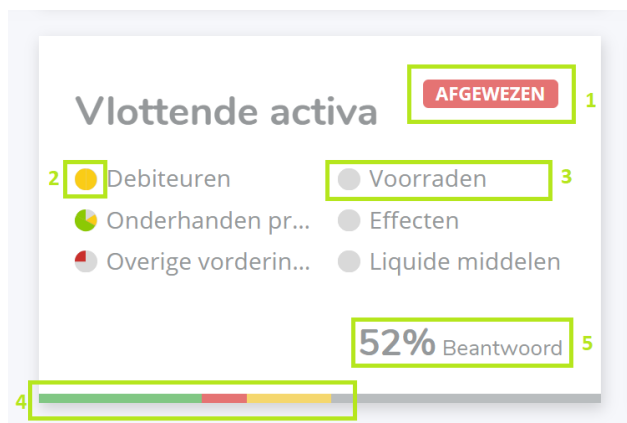 AFGEWEZEN 1
Vlottende activa
2 Debiteuren Voorraden 3
Onderhanden pr... Effecten
Overige vorderin... Liquide middelen
52% Beantwoord 5
4